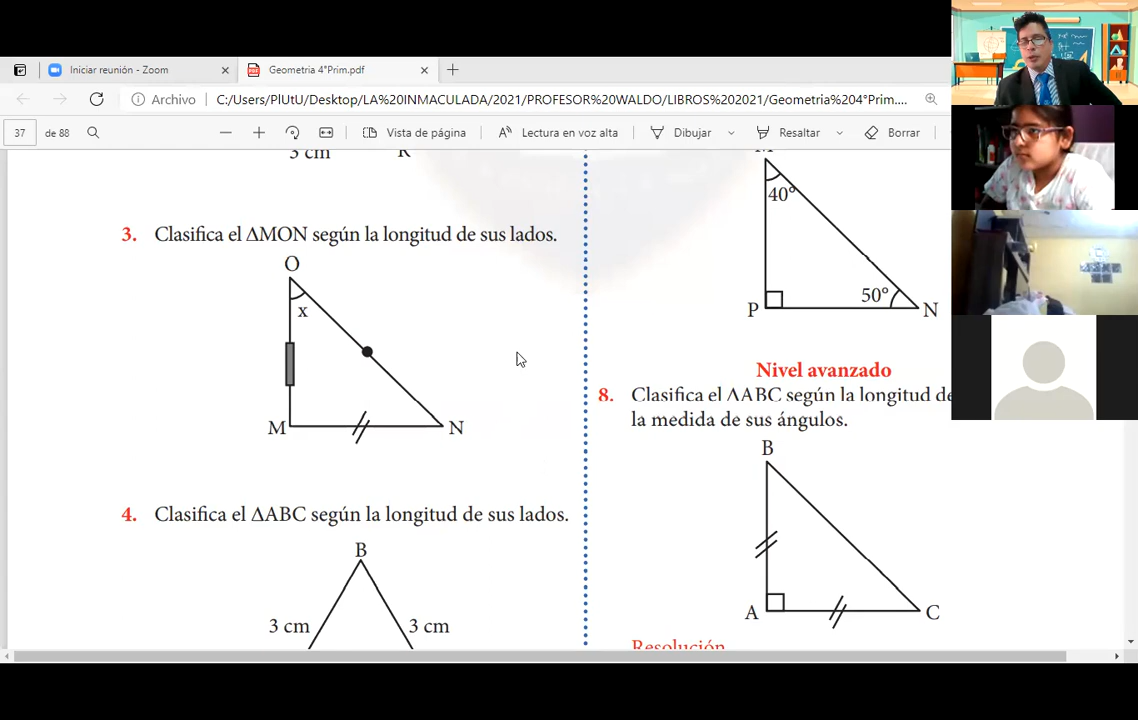 Iniciar reunión - Zoom
Geometria 4°Prim.pdf
Archivo
C:/Users/PIUtU/Desktop/LA%20INMACULADA/2021/PROFESOR%20WALDO/LIBROS%202021/Geometria%204°Prim....
37
de 88
Vista de página
Lectura en voz alta
Dibujar
Resaltar
Borrar
3 cm
R
3. Clasifica el ΔMON según la longitud de sus lados.
O
x
M
N
4. Clasifica el ΔABC según la longitud de sus lados.
B
3 cm
3 cm
M
40°
50°
P
N
Nivel avanzado
8. Clasifica el ΔABC según la longitud de
la medida de sus ángulos.
B
A
C
Resolución